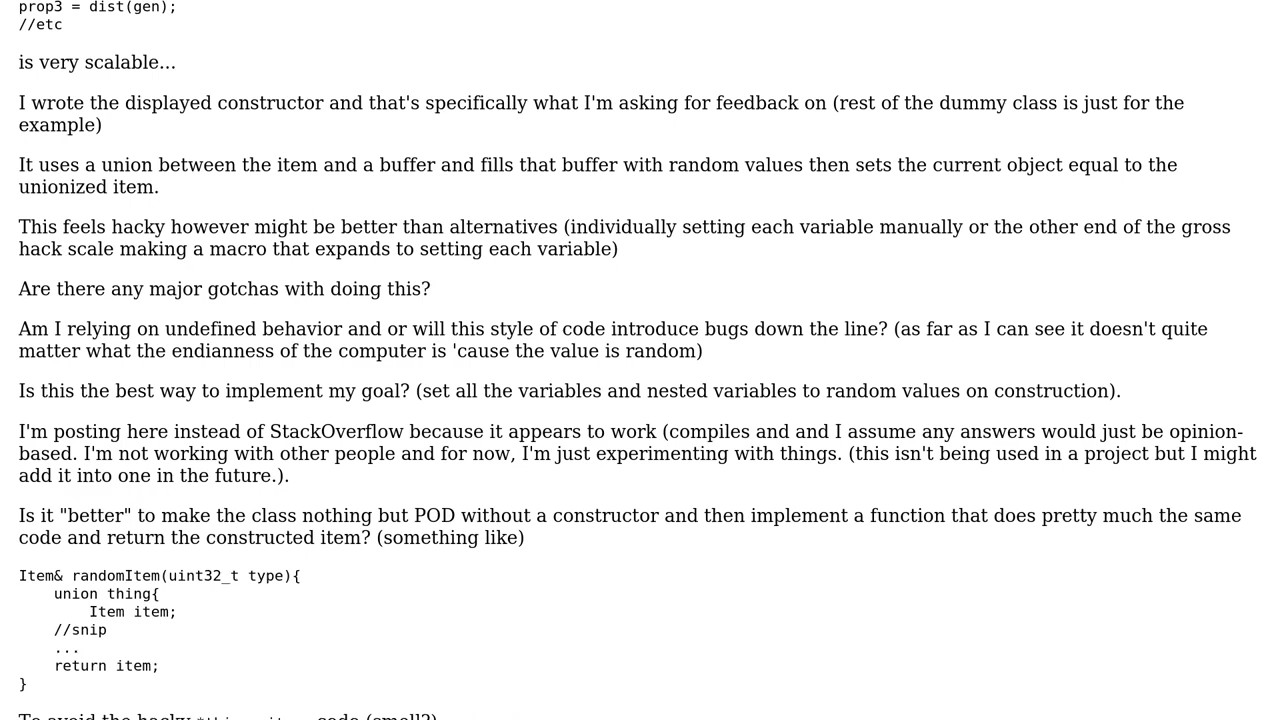 prop3 = dist(gen);
//etc
is very scalable...
I wrote the displayed constructor and that's specifically what I'm asking for feedback on (rest of the dummy class is just for the
example)
It uses a union between the item and a buffer and fills that buffer with random values then sets the current object equal to the
unionized item.
This feels hacky however might be better than alternatives (individually setting each variable manually or the other end of the gross
hack scale making a macro that expands to setting each variable)
Are there any major gotchas with doing this?
Am I relying on undefined behavior and or will this style of code introduce bugs down the line? (as far as I can see it doesn't quite
matter what the endianness of the computer is 'cause the value is random)
Is this the best way to implement my goal? (set all the variables and nested variables to random values on construction).
I'm posting here instead of StackOverflow because it appears to work (compiles and and I assume any answers would just be opinion-
based. I'm not working with other people and for now, I'm just experimenting with things. (this isn't being used in a project but I might
add it into one in the future.).
Is it "better" to make the class nothing but POD without a constructor and then implement a function that does pretty much the same
code and return the constructed item? (something like)
Item& randomItem(uint32_t type){
    union thing{
        Item item;
    //snip
    ...
    return item;
}
To avoid the hacky code (smell?)